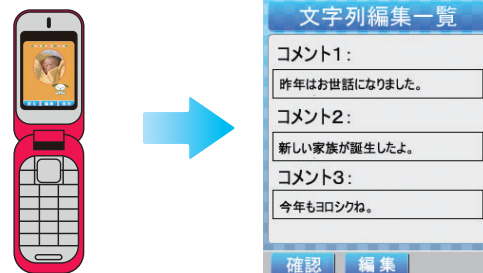 文字列編集一覧
コメント1:
昨年はお世話になりました。
コメント2:
新しい家族が誕生したよ。
コメント3:
今年もヨロシクね。
確認 編集